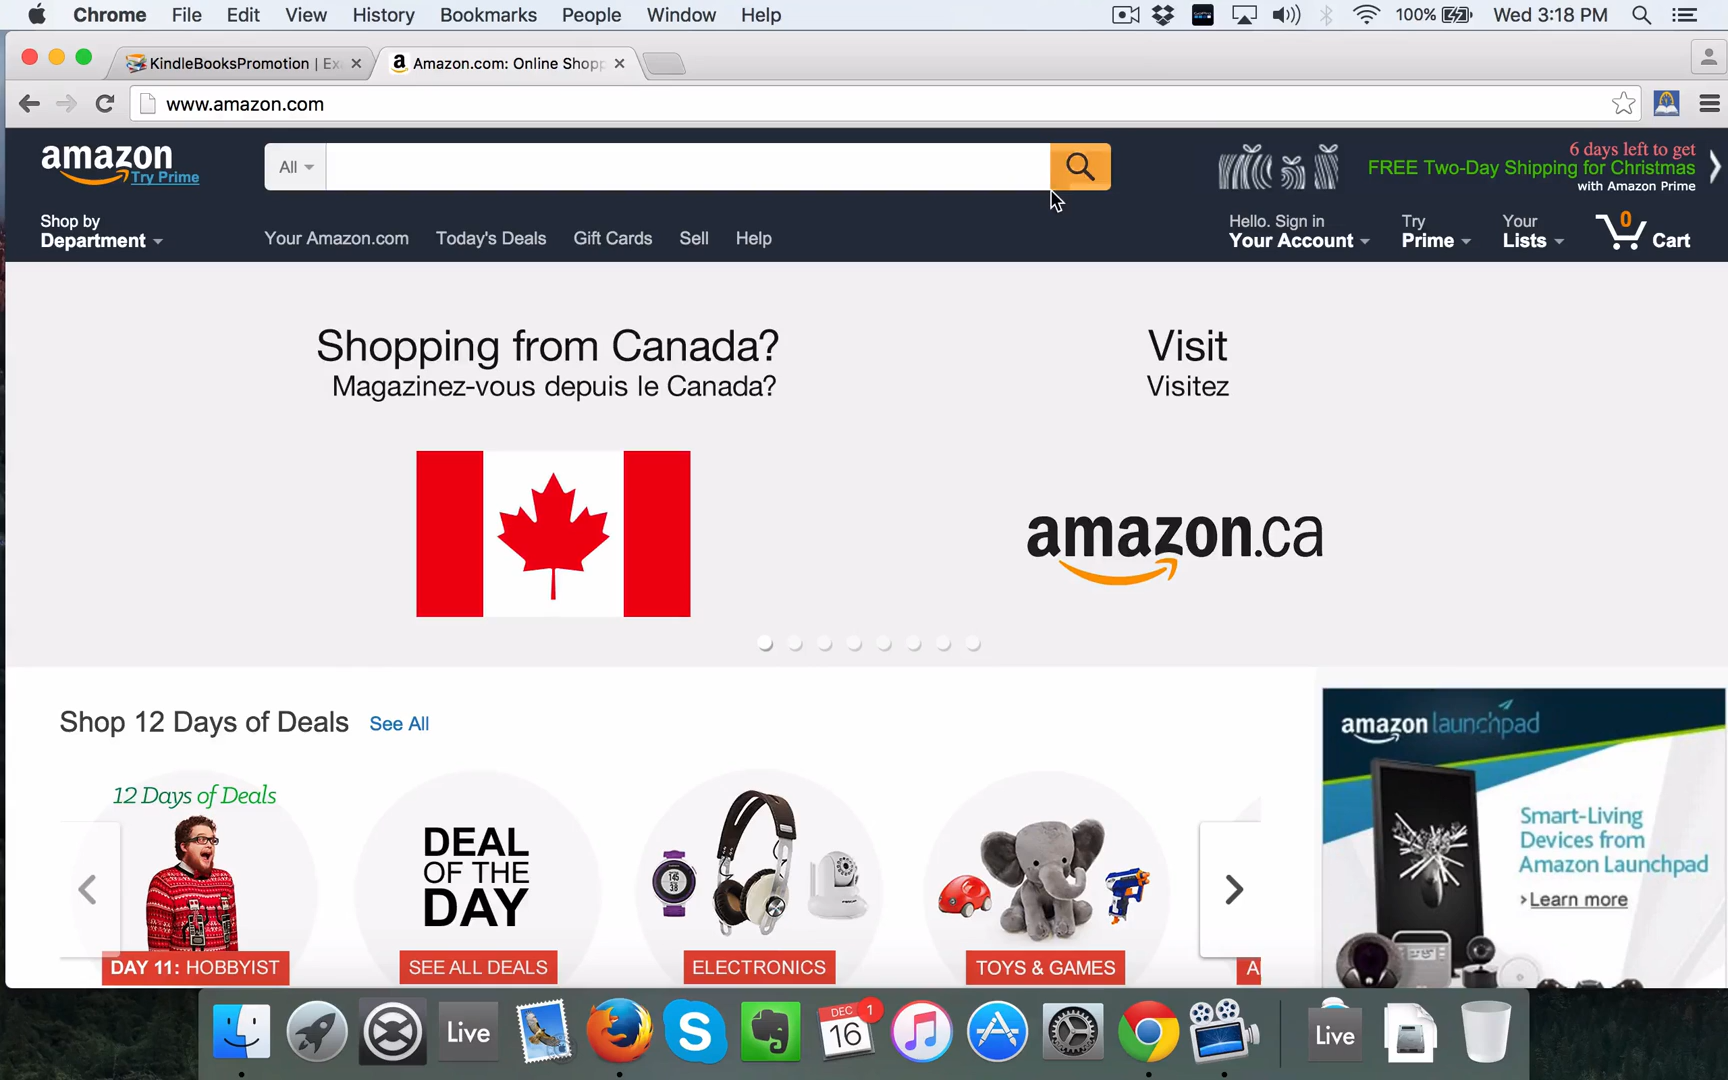 Chrome File Edit View History Bookmarks People Window Help 100% Wed 3:18 PM
KindleBooksPromotion | Ex Amazon.com: Online Shopp
www.amazon.com
amazon
Try Prime
All
6 days left to get
FREE Two-Day Shipping for Christmas
with Amazon Prime
Shop by
Department
Your Amazon.com Today's Deals Gift Cards Sell Help
Hello. Sign in
Your Account
Try
Prime
Your
Lists
0
Cart
Shopping from Canada?
Magazinez-vous depuis le Canada?
Visit
Visitez
amazon.ca
Shop 12 Days of Deals See All
12 Days of Deals
DAY 11: HOBBYIST
DEAL
OF THE
DAY
SEE ALL DEALS
ELECTRONICS
TOYS & GAMES
A
amazon launchpad
Smart-Living
Devices from
Amazon Launchpad
›Learn more
Live
DEC
16
1
Live